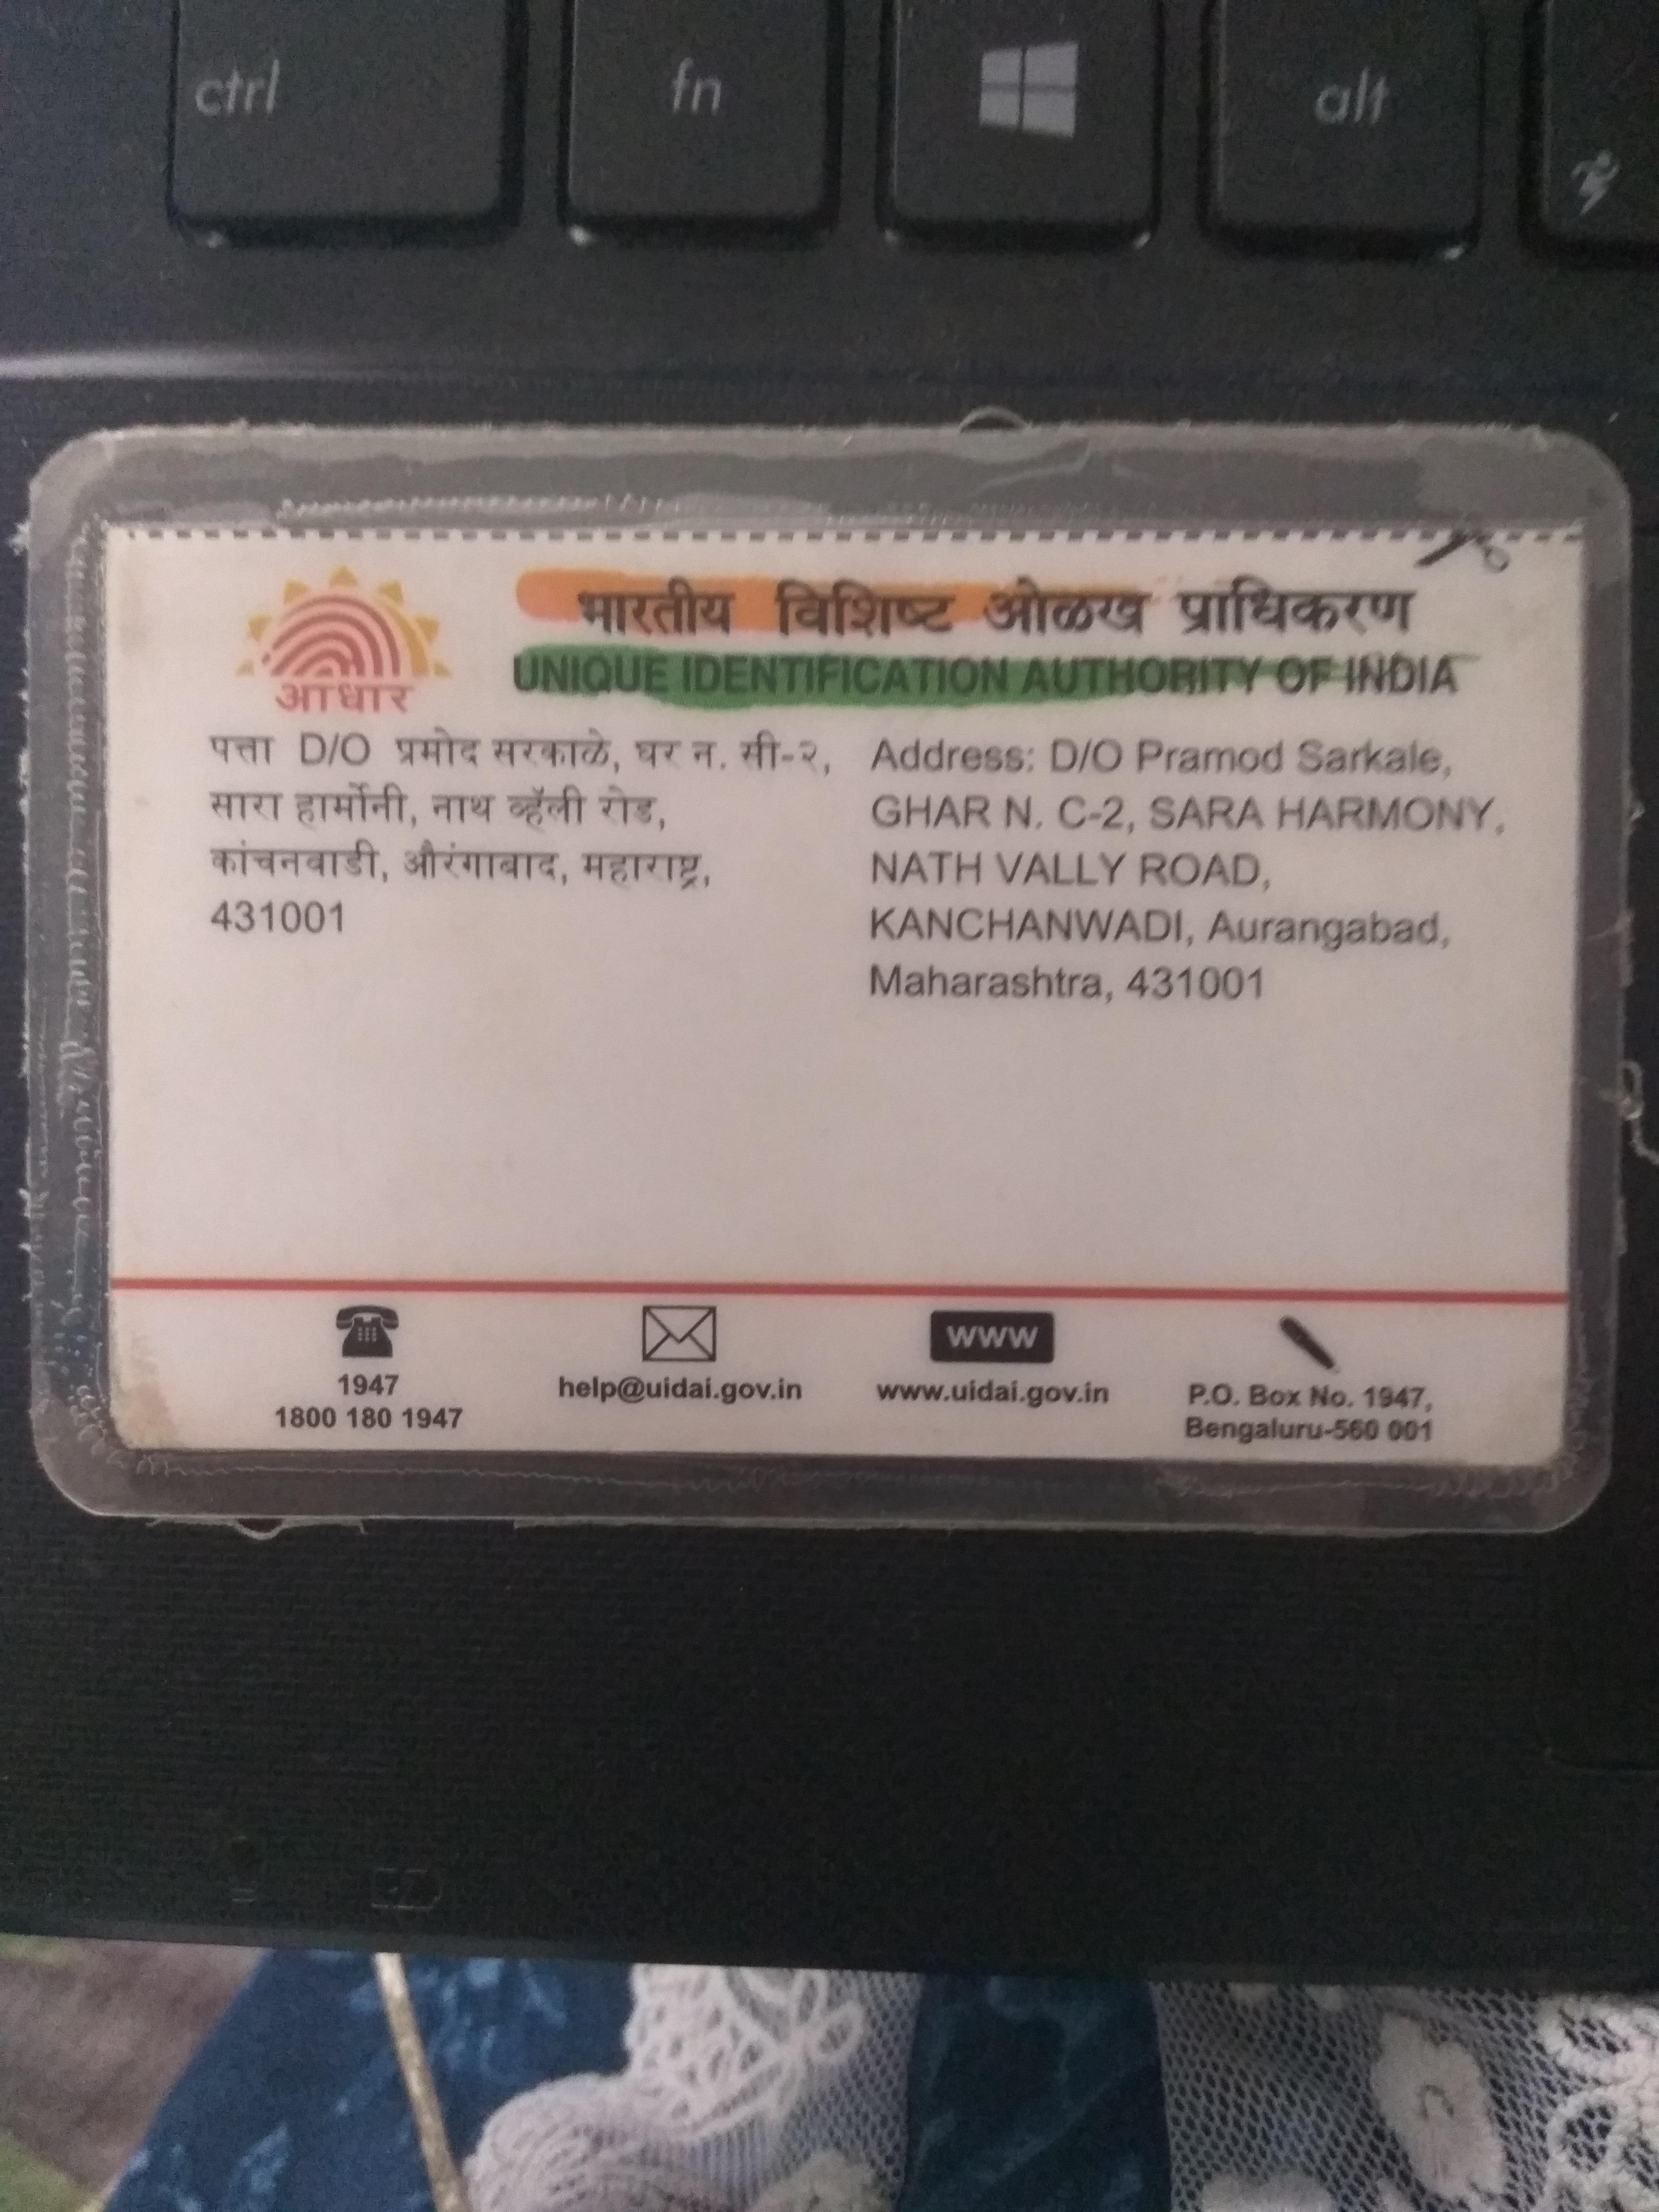 ctrl fn alt
भारतीय विशिष्ट ओळख प्राधिकरण
UNIQUE IDENTIFICATION AUTHORITY OF INDIA
आधार
पत्ता D/O प्रमोद सरकाळे, घर न. सी-२,
सारा हार्मोनी, नाथ व्हॅली रोड,
कांचनवाडी, औरंगाबाद, महाराष्ट्र,
431001
Address: D/O Pramod Sarkale,
GHAR N. C-2, SARA HARMONY,
NATH VALLY ROAD,
KANCHANWADI, Aurangabad,
Maharashtra, 431001
1947
1800 180 1947
help@uidai.gov.in
WWW
www.uidai.gov.in
P.O. Box No. 1947,
Bengaluru-560 001